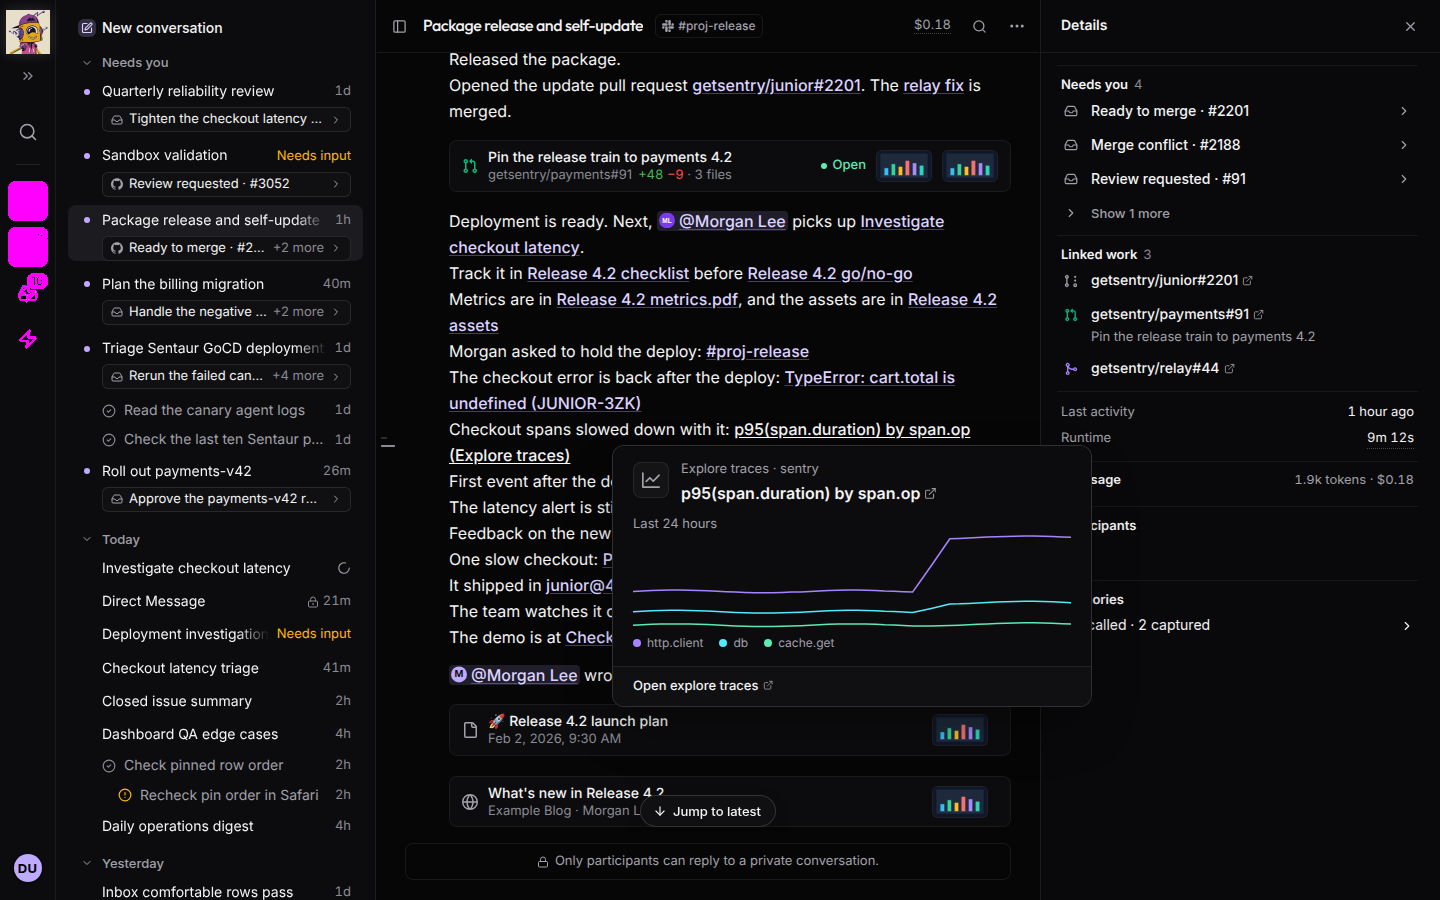 New conversation
Needs you
Quarterly reliability review 1d
Tighten the checkout latency ...
Sandbox validation Needs input
Review requested · #3052
Package release and self-update 1h
Ready to merge · #2... +2 more
Plan the billing migration 40m
Handle the negative ... +2 more
Triage Sentaur GoCD deployment 1d
Rerun the failed can... +4 more
Read the canary agent logs 1d
Check the last ten Sentaur p... 1d
Roll out payments-v42 26m
Approve the payments-v42 r...
Today
Investigate checkout latency
Direct Message 21m
Deployment investigation Needs input
Checkout latency triage 41m
Closed issue summary 2h
Dashboard QA edge cases 4h
Check pinned row order 2h
Recheck pin order in Safari 2h
Daily operations digest 4h
Yesterday
Inbox comfortable rows pass 1d
DU
Package release and self-update #proj-release $0.18
Released the package.
Opened the update pull request getsentry/junior#2201. The relay fix is
merged.
Pin the release train to payments 4.2
getsentry/payments#91 +48 −9 · 3 files
Open
Deployment is ready. Next, ML @Morgan Lee picks up Investigate
checkout latency.
Track it in Release 4.2 checklist before Release 4.2 go/no-go
Metrics are in Release 4.2 metrics.pdf, and the assets are in Release 4.2
assets
Morgan asked to hold the deploy: #proj-release
The checkout error is back after the deploy: TypeError: cart.total is
undefined (JUNIOR-3ZK)
Checkout spans slowed down with it: p95(span.duration) by span.op
(Explore traces)
First event after the d
The latency alert is sti
Feedback on the new
One slow checkout: P
It shipped in junior@4
The team watches it o
The demo is at Check
M @Morgan Lee wro
Explore traces · sentry
p95(span.duration) by span.op
Last 24 hours
http.client db cache.get
Open explore traces
🚀 Release 4.2 launch plan
Feb 2, 2026, 9:30 AM
What's new in Release 4.2
Example Blog · Morgan L
Jump to latest
Only participants can reply to a private conversation.
Details
Needs you 4
Ready to merge · #2201
Merge conflict · #2188
Review requested · #91
Show 1 more
Linked work 3
getsentry/junior#2201
getsentry/payments#91
Pin the release train to payments 4.2
getsentry/relay#44
Last activity 1 hour ago
Runtime 9m 12s
sage 1.9k tokens · $0.18
cipants
ories
called · 2 captured